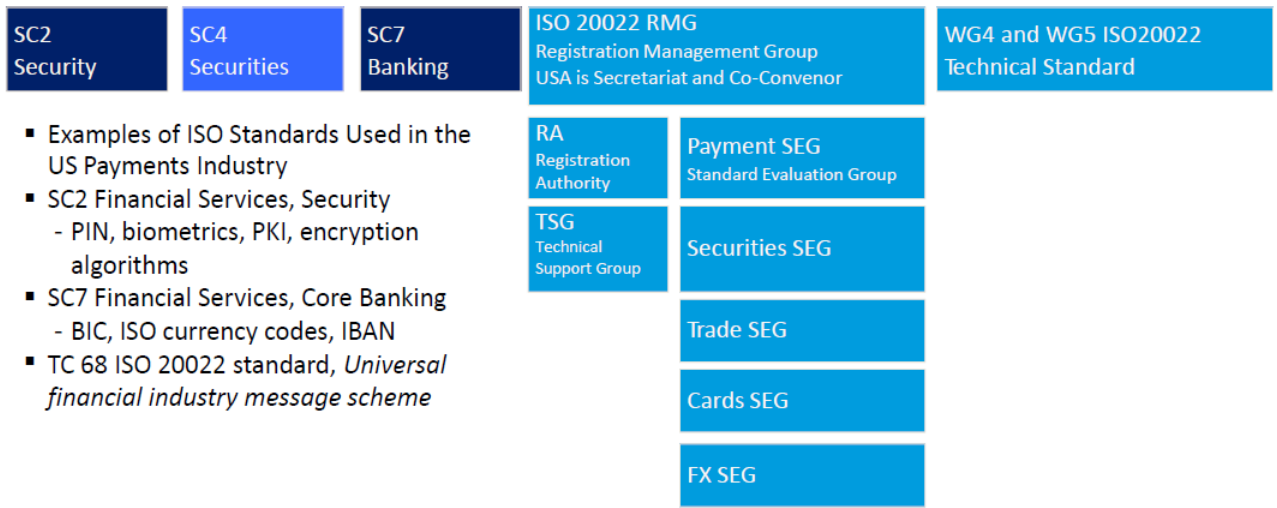 SC2
Security
SC4
Securities
SC7
Banking
ISO 20022 RMG
Registration Management Group
USA is Secretariat and Co-Convenor
WG4 and WG5 ISO20022
Technical Standard
▪ Examples of ISO Standards Used in the
US Payments Industry
▪ SC2 Financial Services, Security
- PIN, biometrics, PKI, encryption
algorithms
▪ SC7 Financial Services, Core Banking
- BIC, ISO currency codes, IBAN
▪ TC 68 ISO 20022 standard, Universal
financial industry message scheme
RA
Registration
Authority
TSG
Technical
Support Group
Payment SEG
Standard Evaluation Group
Securities SEG
Trade SEG
Cards SEG
FX SEG